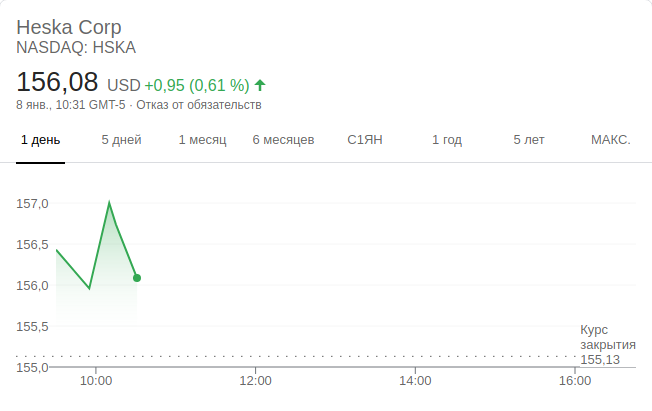 Heska Corp
NASDAQ: HSKA
156,08 USD +0,95 (0,61 %)
8 янв., 10:31 GMT-5 · Отказ от обязательств
1 день 5 дней 1 месяц 6 месяцев С1ЯН 1 год 5 лет МАКС.
157,0
156,5
156,0
155,5
Курс
закрытия
155,13
155,0
10:00 12:00 14:00 16:00